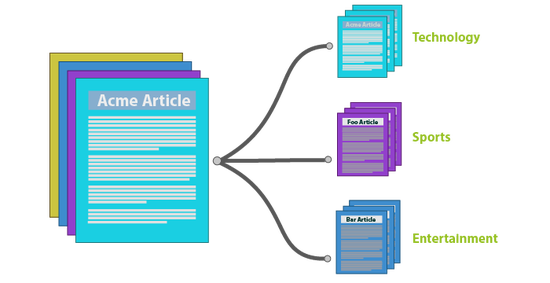 Acme Article
Acme Article
Technology
Foo Article
Sports
Bar Article
Entertainment